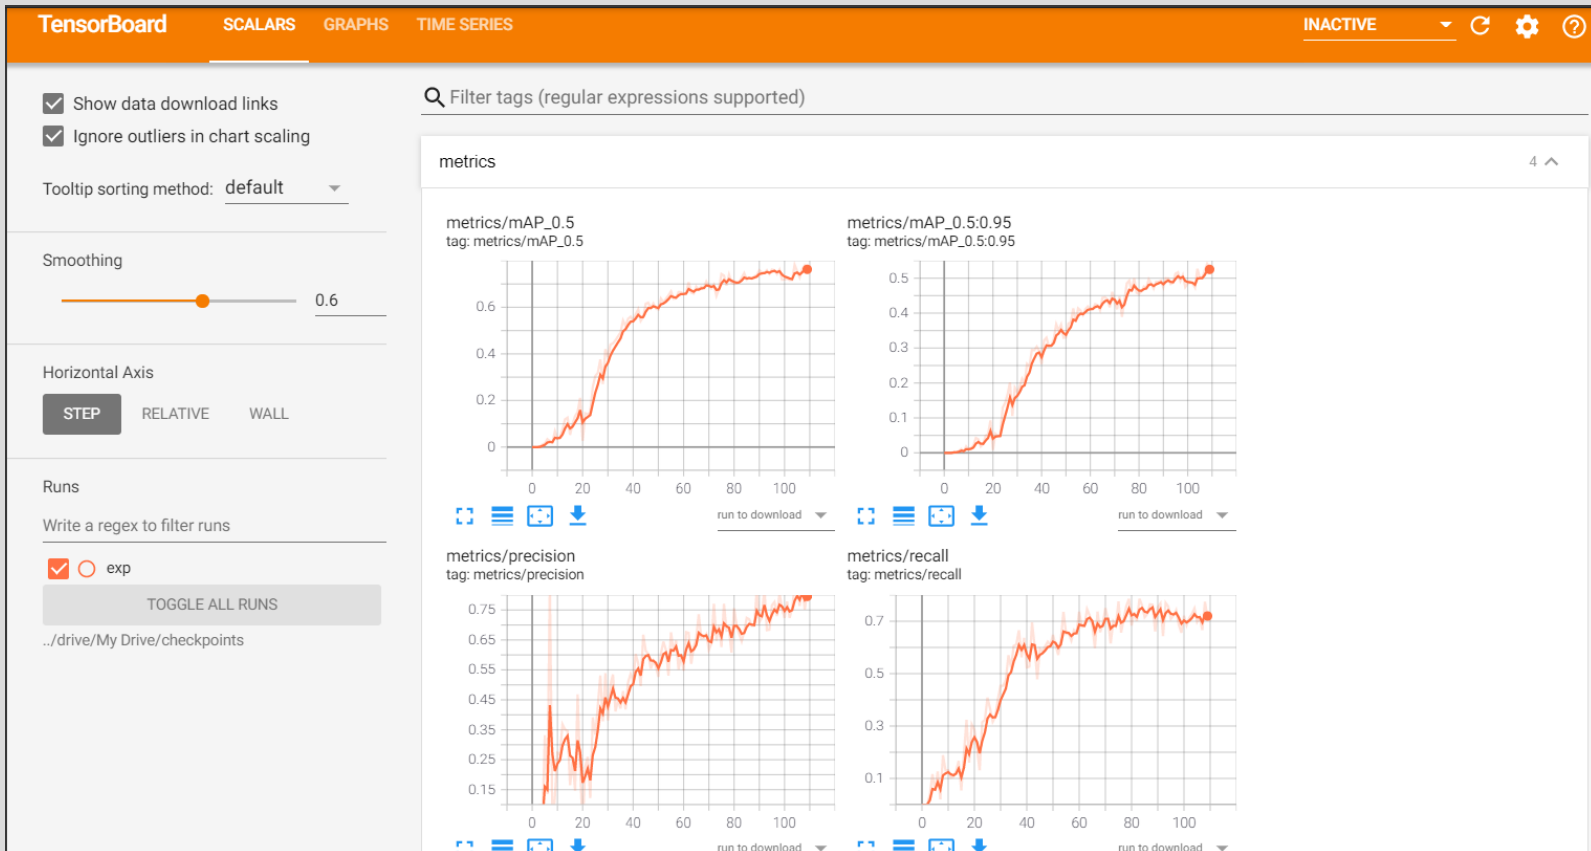 TensorBoard SCALARS GRAPHS TIME SERIES INACTIVE
Show data download links
Ignore outliers in chart scaling
Tooltip sorting method: default
Smoothing
0.6
Horizontal Axis
STEP RELATIVE WALL
Runs
Write a regex to filter runs
exp
TOGGLE ALL RUNS
../drive/My Drive/checkpoints
Filter tags (regular expressions supported)
metrics 4
metrics/mAP_0.5
tag: metrics/mAP_0.5
0.6
0.4
0.2
0
0 20 40 60 80 100
run to download
metrics/mAP_0.5:0.95
tag: metrics/mAP_0.5:0.95
0.5
0.4
0.3
0.2
0.1
0
0 20 40 60 80 100
run to download
metrics/precision
tag: metrics/precision
0.75
0.65
0.55
0.45
0.35
0.25
0.15
0 20 40 60 80 100
run to download
metrics/recall
tag: metrics/recall
0.7
0.5
0.3
0.1
0 20 40 60 80 100
run to download